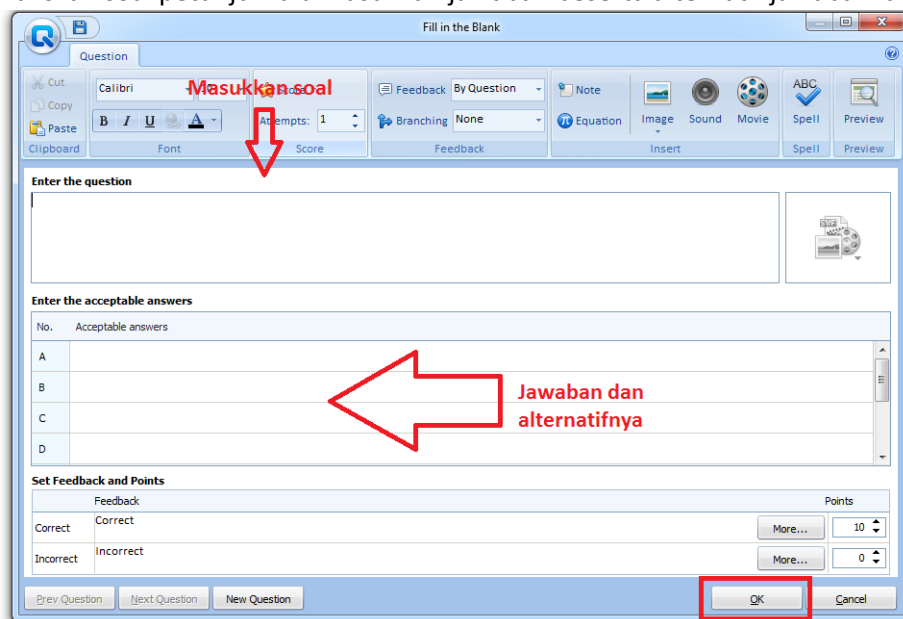 Fill in the Blank
Question
Cut
Calibri
Masukkan soal
Feedback By Question
Note
ABC
Copy
Paste
B I U A
Attempts: 1
Branching None
Equation
Image Sound Movie
Spell
Preview
Clipboard
Font
Score
Feedback
Insert
Spell
Preview
Enter the question
Enter the acceptable answers
No. Acceptable answers
A
B
C
D
Jawaban dan
alternatifnya
Set Feedback and Points
Feedback
Points
Correct
Correct
More...
10
Incorrect
Incorrect
More...
0
Prev Question
Next Question
New Question
OK
Cancel